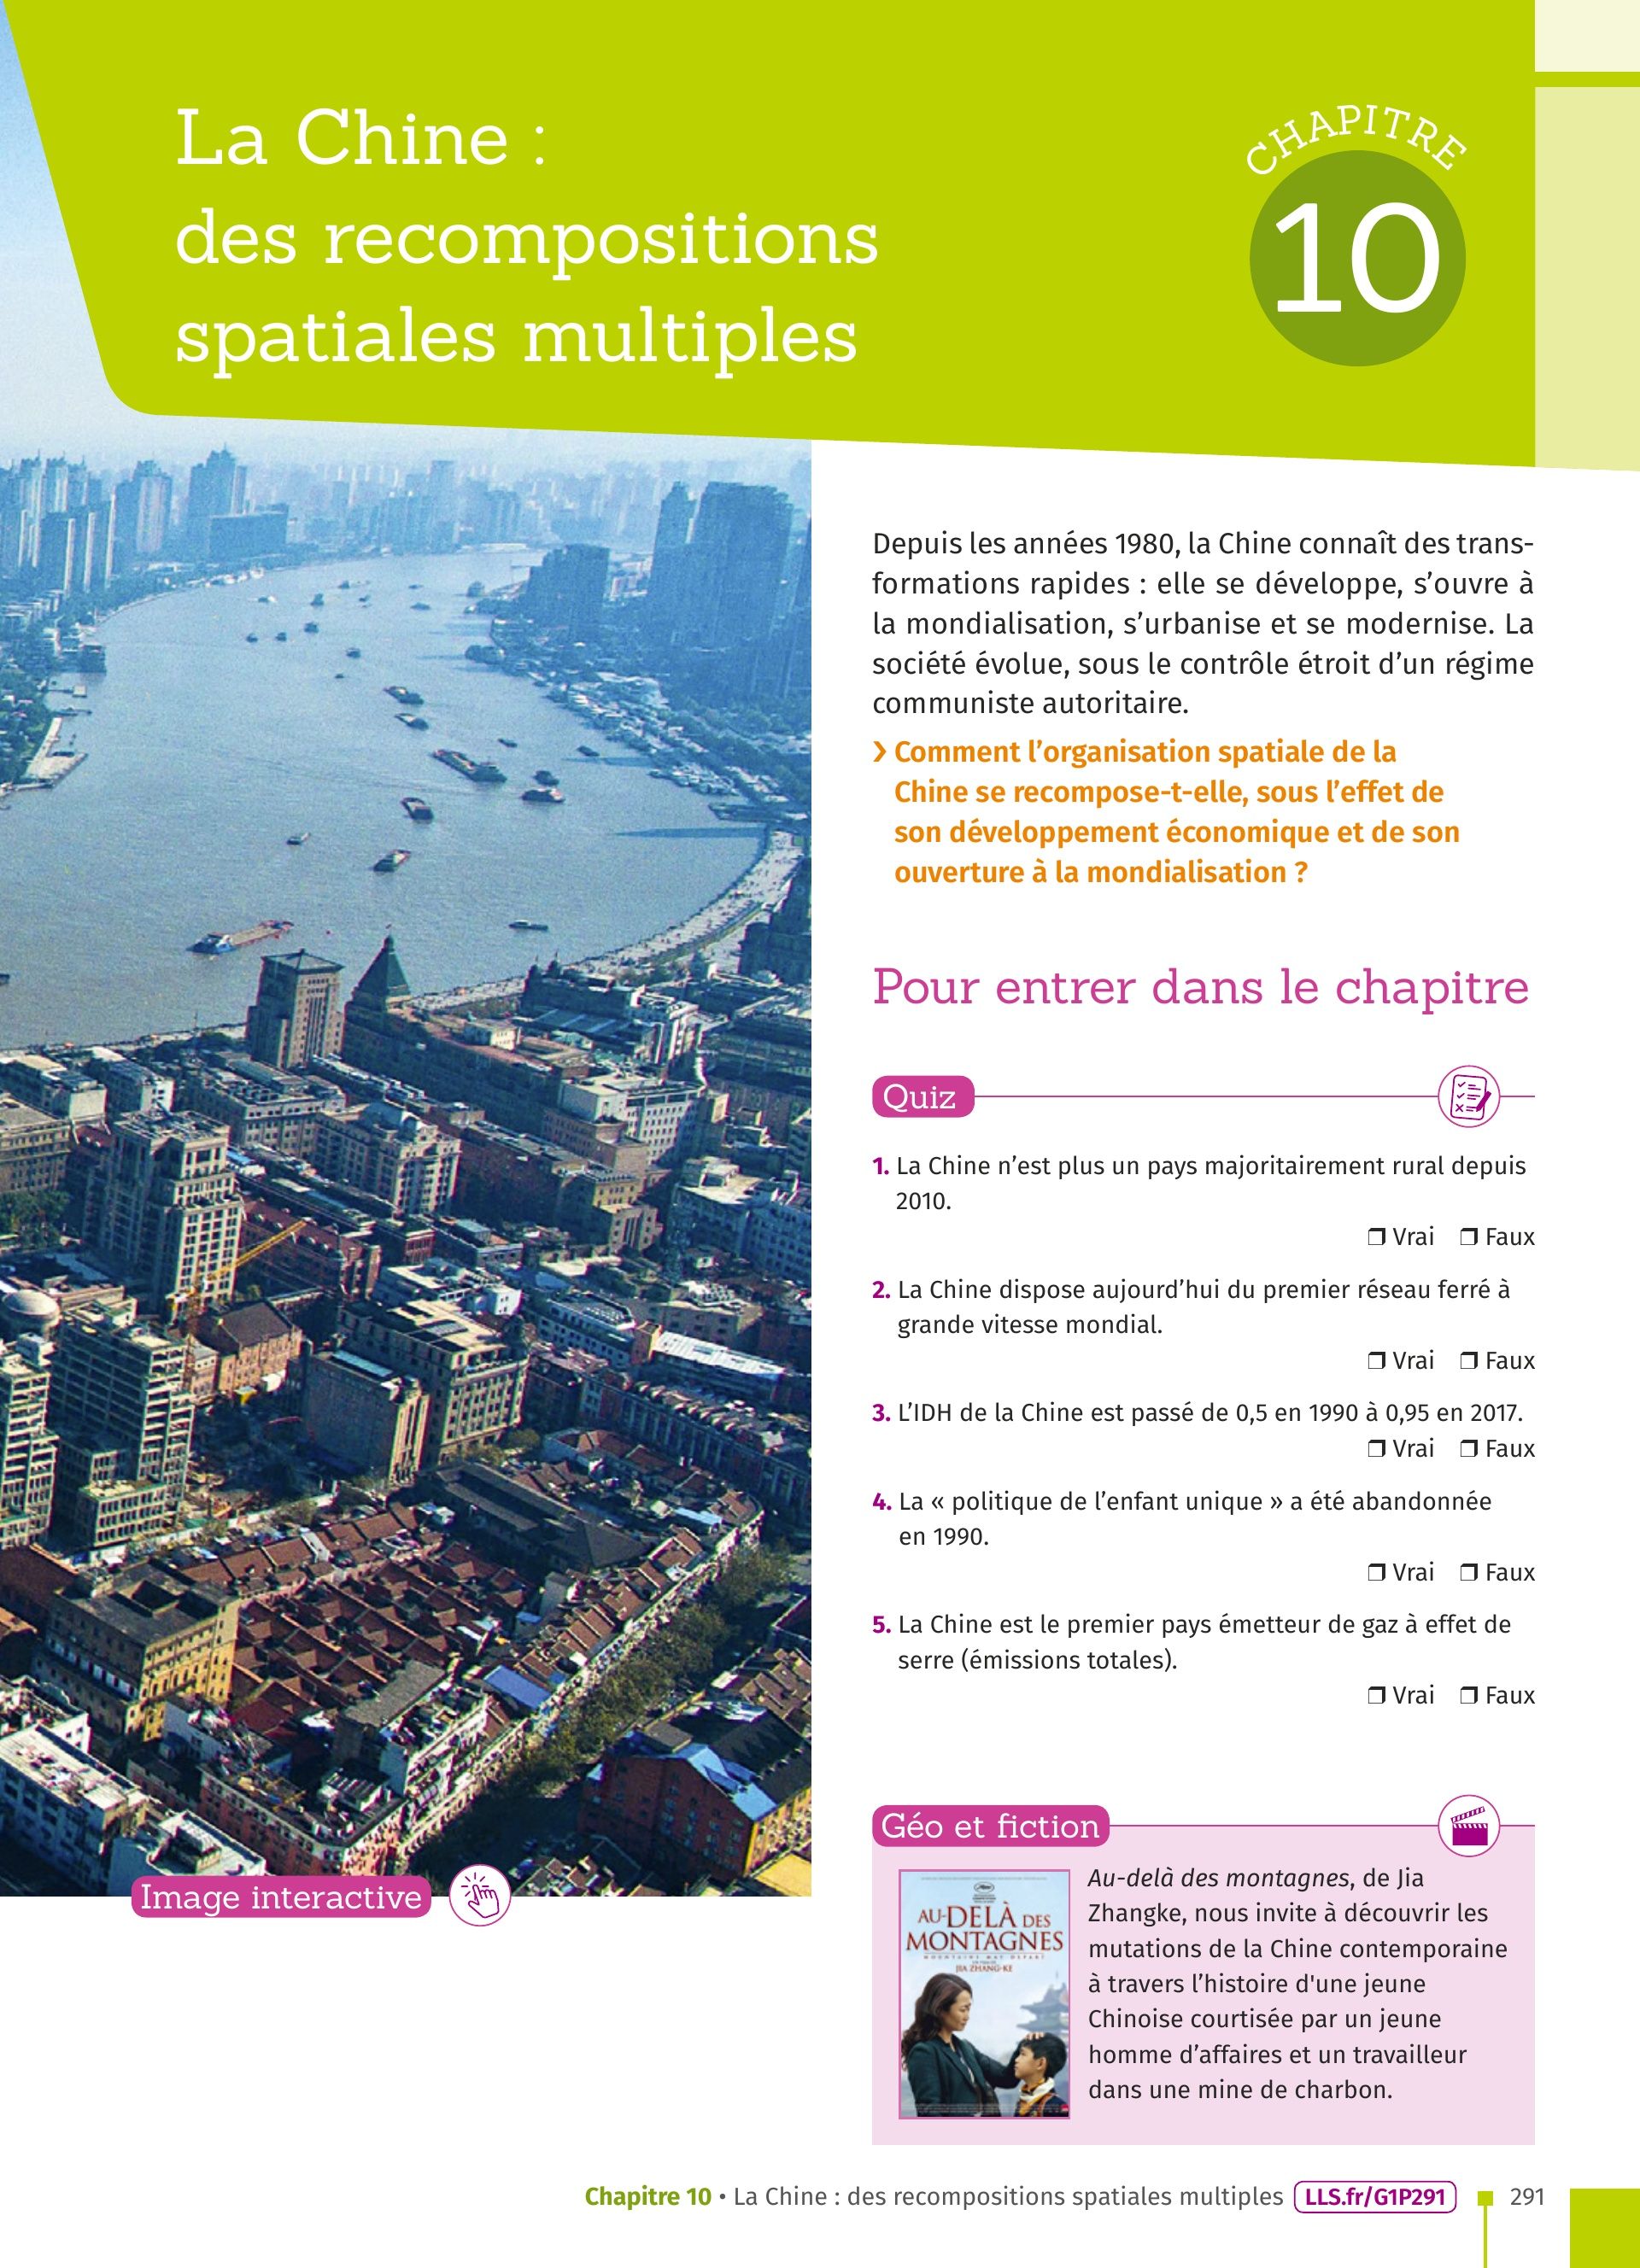 La Chine :
des recompositions
spatiales multiples
CHAPITRE
10
Depuis les années 1980, la Chine connaît des trans-
formations rapides : elle se développe, s’ouvre à
la mondialisation, s’urbanise et se modernise. La
société évolue, sous le contrôle étroit d’un régime
communiste autoritaire.
› Comment l’organisation spatiale de la
Chine se recompose-t-elle, sous l’effet de
son développement économique et de son
ouverture à la mondialisation ?
Pour entrer dans le chapitre
Quiz
1. La Chine n’est plus un pays majoritairement rural depuis
2010.
❒ Vrai ❒ Faux
2. La Chine dispose aujourd’hui du premier réseau ferré à
grande vitesse mondial.
❒ Vrai ❒ Faux
3. L’IDH de la Chine est passé de 0,5 en 1990 à 0,95 en 2017.
❒ Vrai ❒ Faux
4. La « politique de l’enfant unique » a été abandonnée
en 1990.
❒ Vrai ❒ Faux
5. La Chine est le premier pays émetteur de gaz à effet de
serre (émissions totales).
❒ Vrai ❒ Faux
Image interactive
Géo et fiction
AU-DELÀ DES
MONTAGNES
MOUNTAINS MAY DEPART
JIA ZHANG-KE
Au-delà des montagnes, de Jia
Zhangke, nous invite à découvrir les
mutations de la Chine contemporaine
à travers l’histoire d'une jeune
Chinoise courtisée par un jeune
homme d’affaires et un travailleur
dans une mine de charbon.
Chapitre 10 • La Chine : des recompositions spatiales multiples LLS.fr/G1P291 291